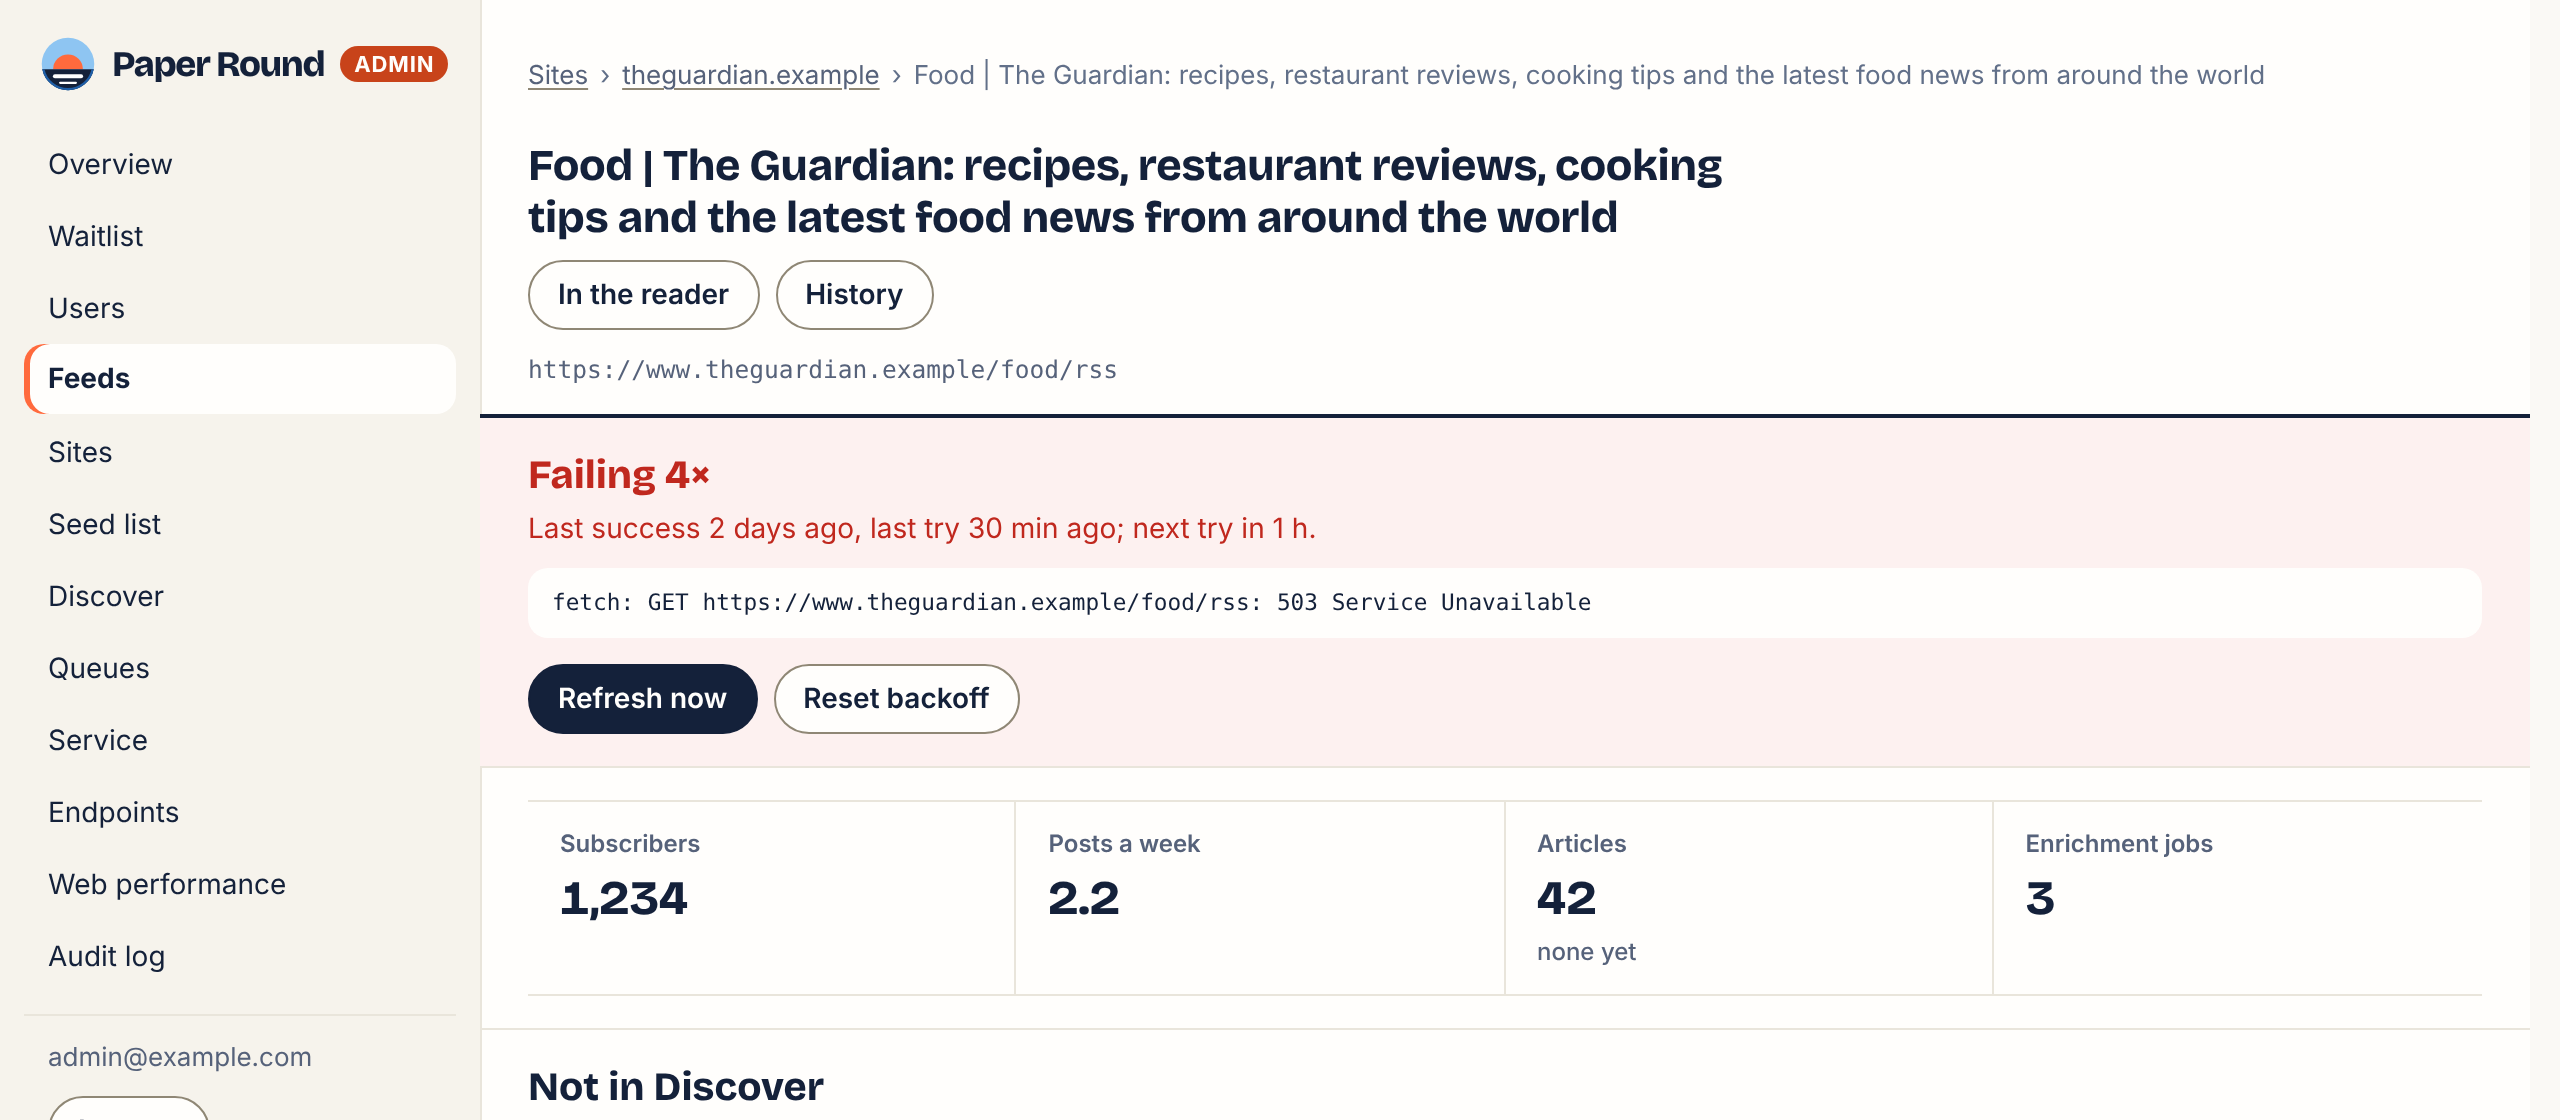 Paper Round ADMIN
Overview
Waitlist
Users
Feeds
Sites
Seed list
Discover
Queues
Service
Endpoints
Web performance
Audit log
admin@example.com
Sites › theguardian.example › Food | The Guardian: recipes, restaurant reviews, cooking tips and the latest food news from around the world
Food | The Guardian: recipes, restaurant reviews, cooking
tips and the latest food news from around the world
In the reader History
https://www.theguardian.example/food/rss
Failing 4×
Last success 2 days ago, last try 30 min ago; next try in 1 h.
fetch: GET https://www.theguardian.example/food/rss: 503 Service Unavailable
Refresh now Reset backoff
Subscribers
1,234
Posts a week
2.2
Articles
42
none yet
Enrichment jobs
3
Not in Discover